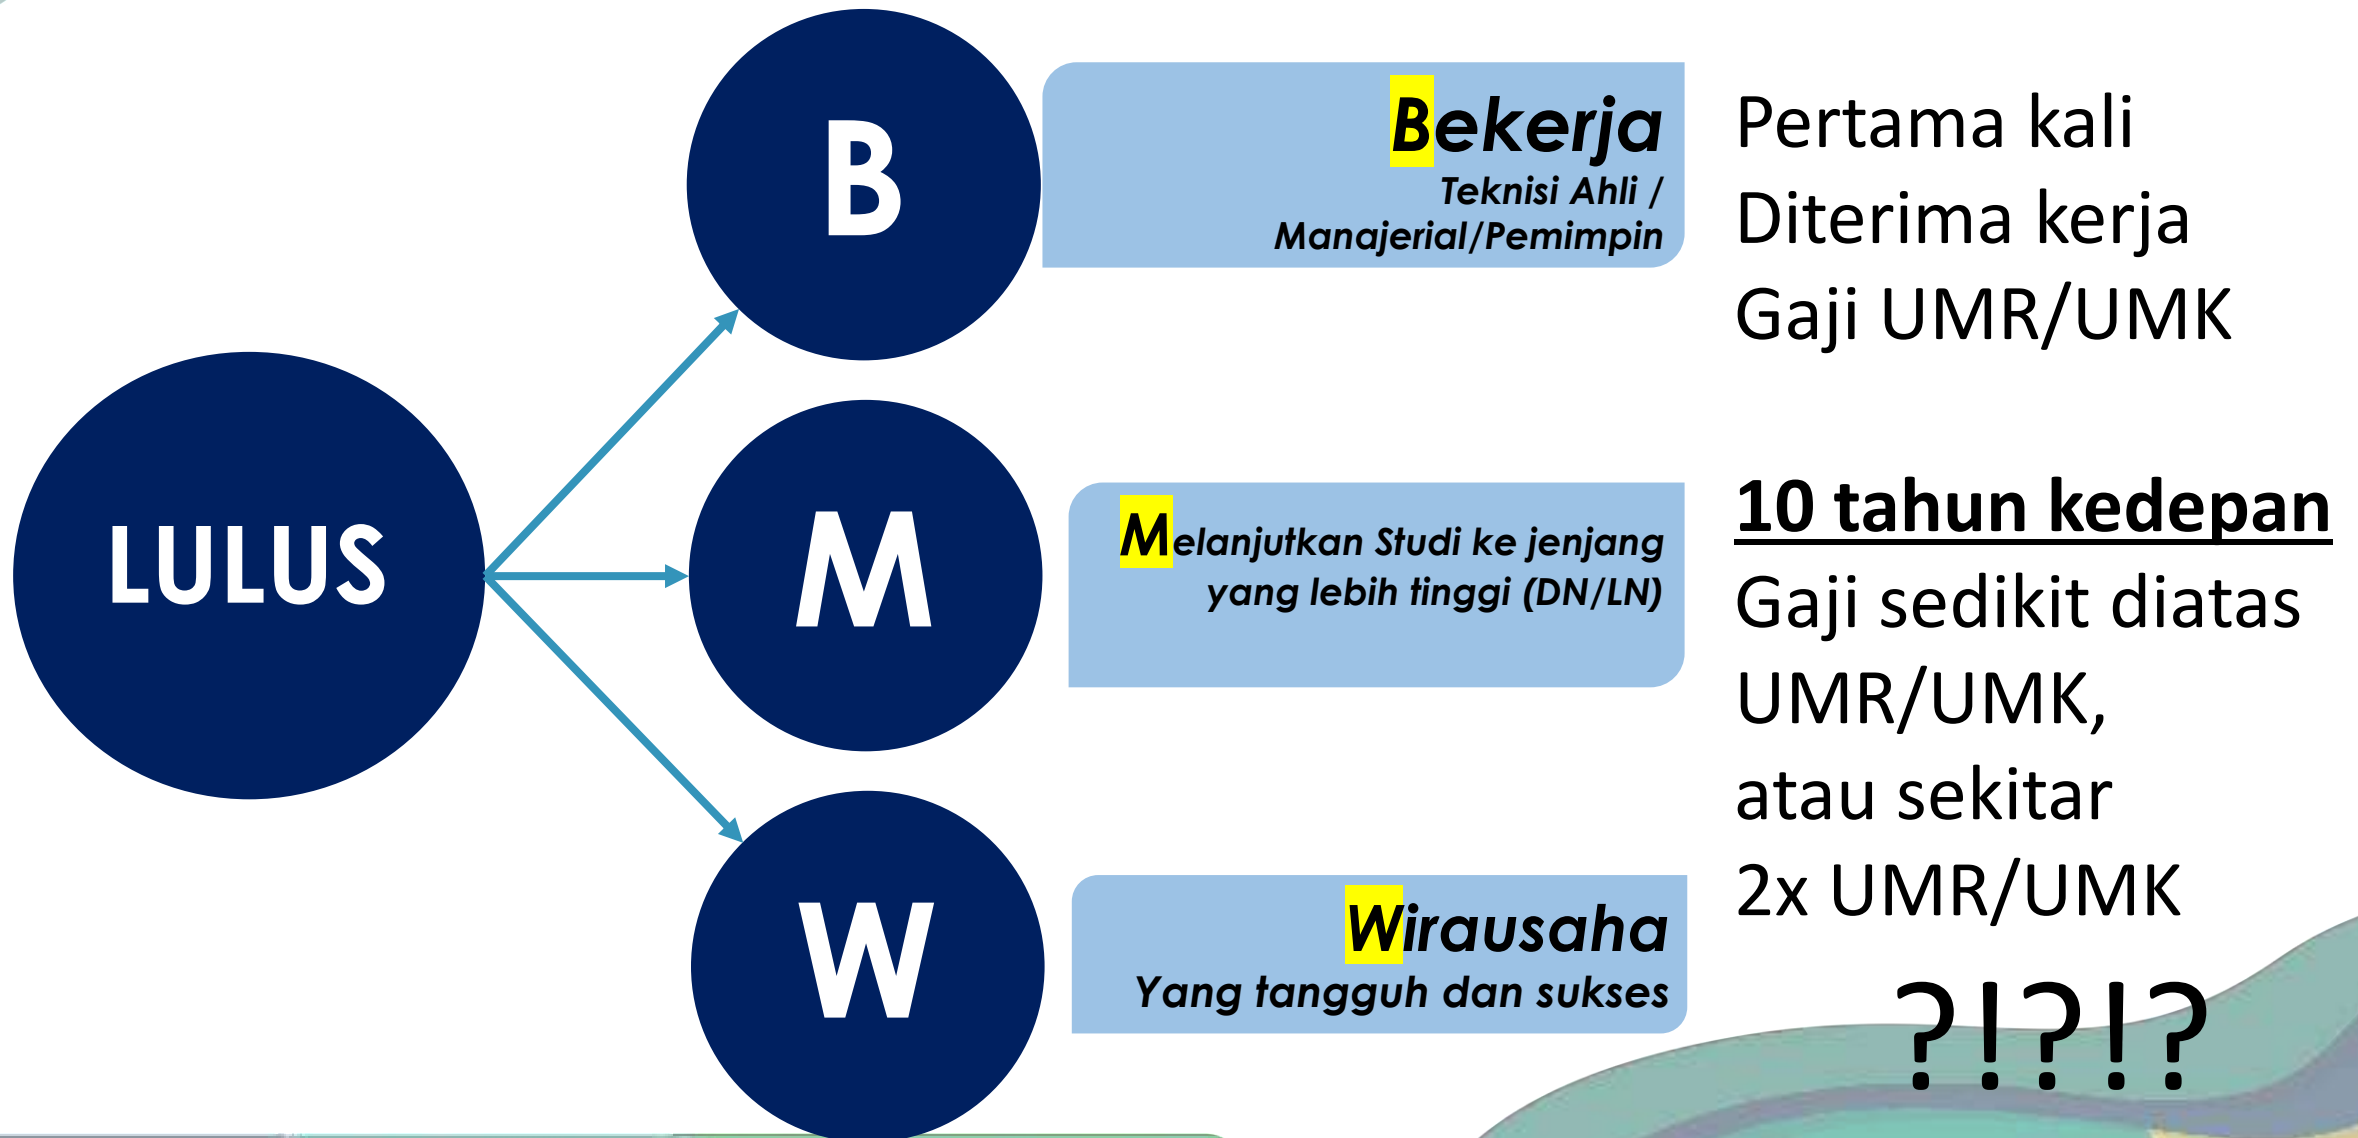 LULUS
B
Bekerja
Teknisi Ahli /
Manajerial/Pemimpin
M
Melanjutkan Studi ke jenjang
yang lebih tinggi (DN/LN)
W
Wirausaha
Yang tangguh dan sukses
Pertama kali
Diterima kerja
Gaji UMR/UMK
10 tahun kedepan
Gaji sedikit diatas
UMR/UMK,
atau sekitar
2x UMR/UMK
?!?!?